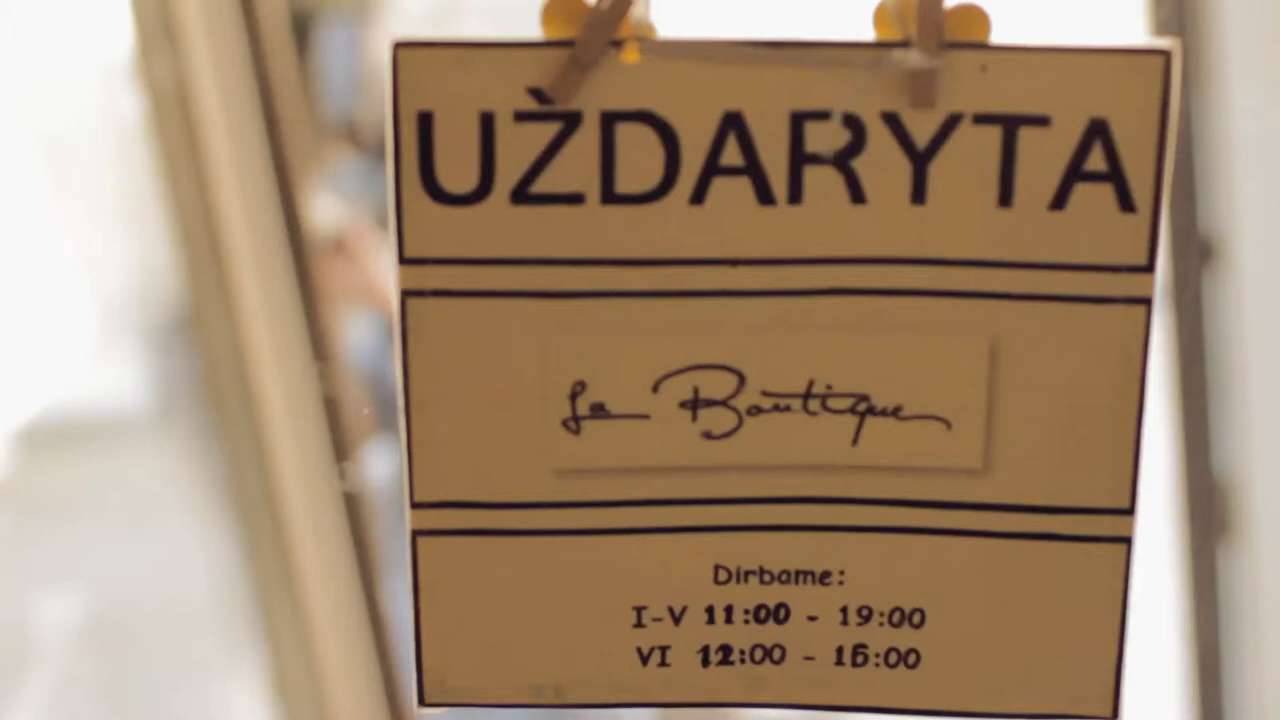 UŽDARYTA
La Boutique
Dirbame:
I-V 11:00 - 19:00
VI 12:00 - 16:00